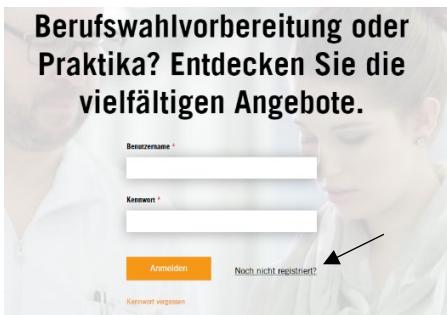 Berufswahlvorbereitung oder
Praktika? Entdecken Sie die
vielfältigen Angebote.
Benutzername *
Kennwort *
Anmelden Noch nicht registriert?
Kennwort vergessen